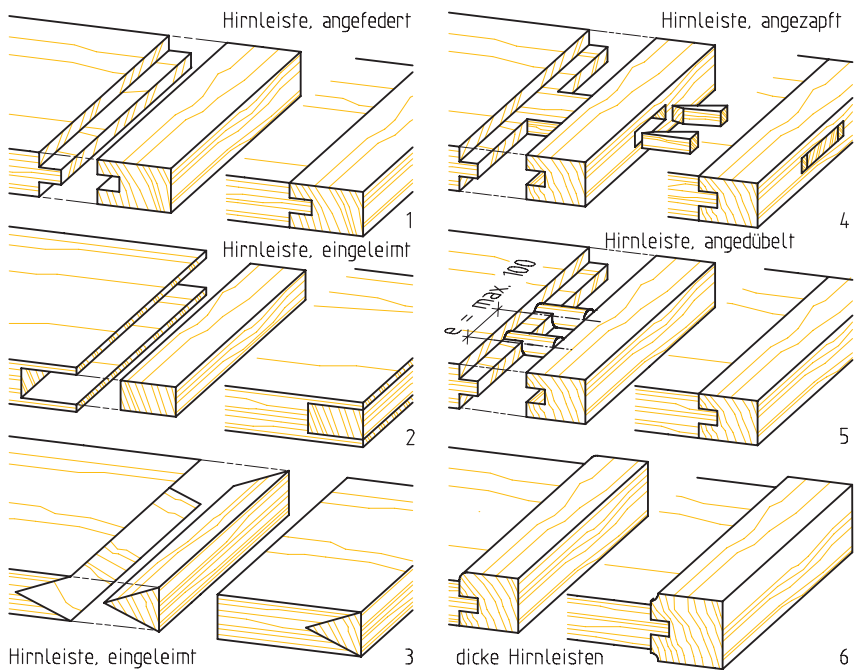 Hirnleiste, angefedert
1
Hirnleiste, eingeleimt
2
Hirnleiste, eingeleimt
3
Hirnleiste, angezapft
4
Hirnleiste, angedübelt
e = max. 100
5
dicke Hirnleisten
6